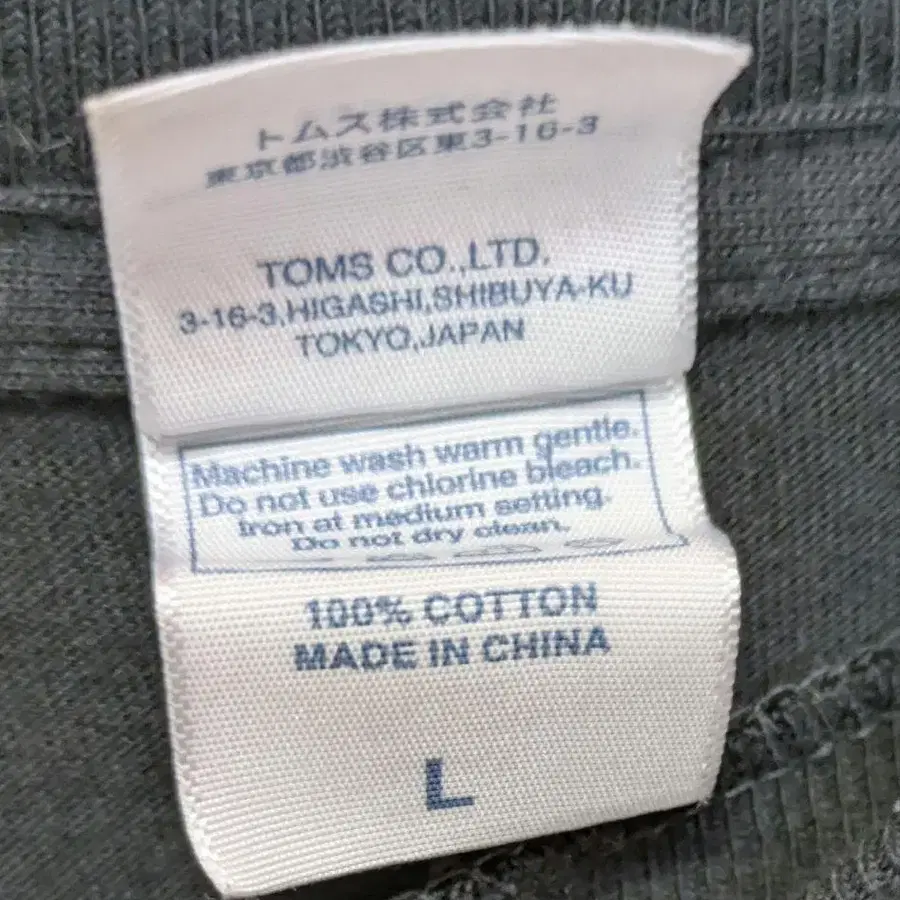 トムス株式会社
東京都渋谷区東3-16-3
TOMS CO.,LTD.
3-16-3,HIGASHI,SHIBUYA-KU
TOKYO,JAPAN
Machine wash warm gentle.
Do not use chlorine bleach.
Iron at medium setting.
Do not dry clean.
100% COTTON
MADE IN CHINA
L